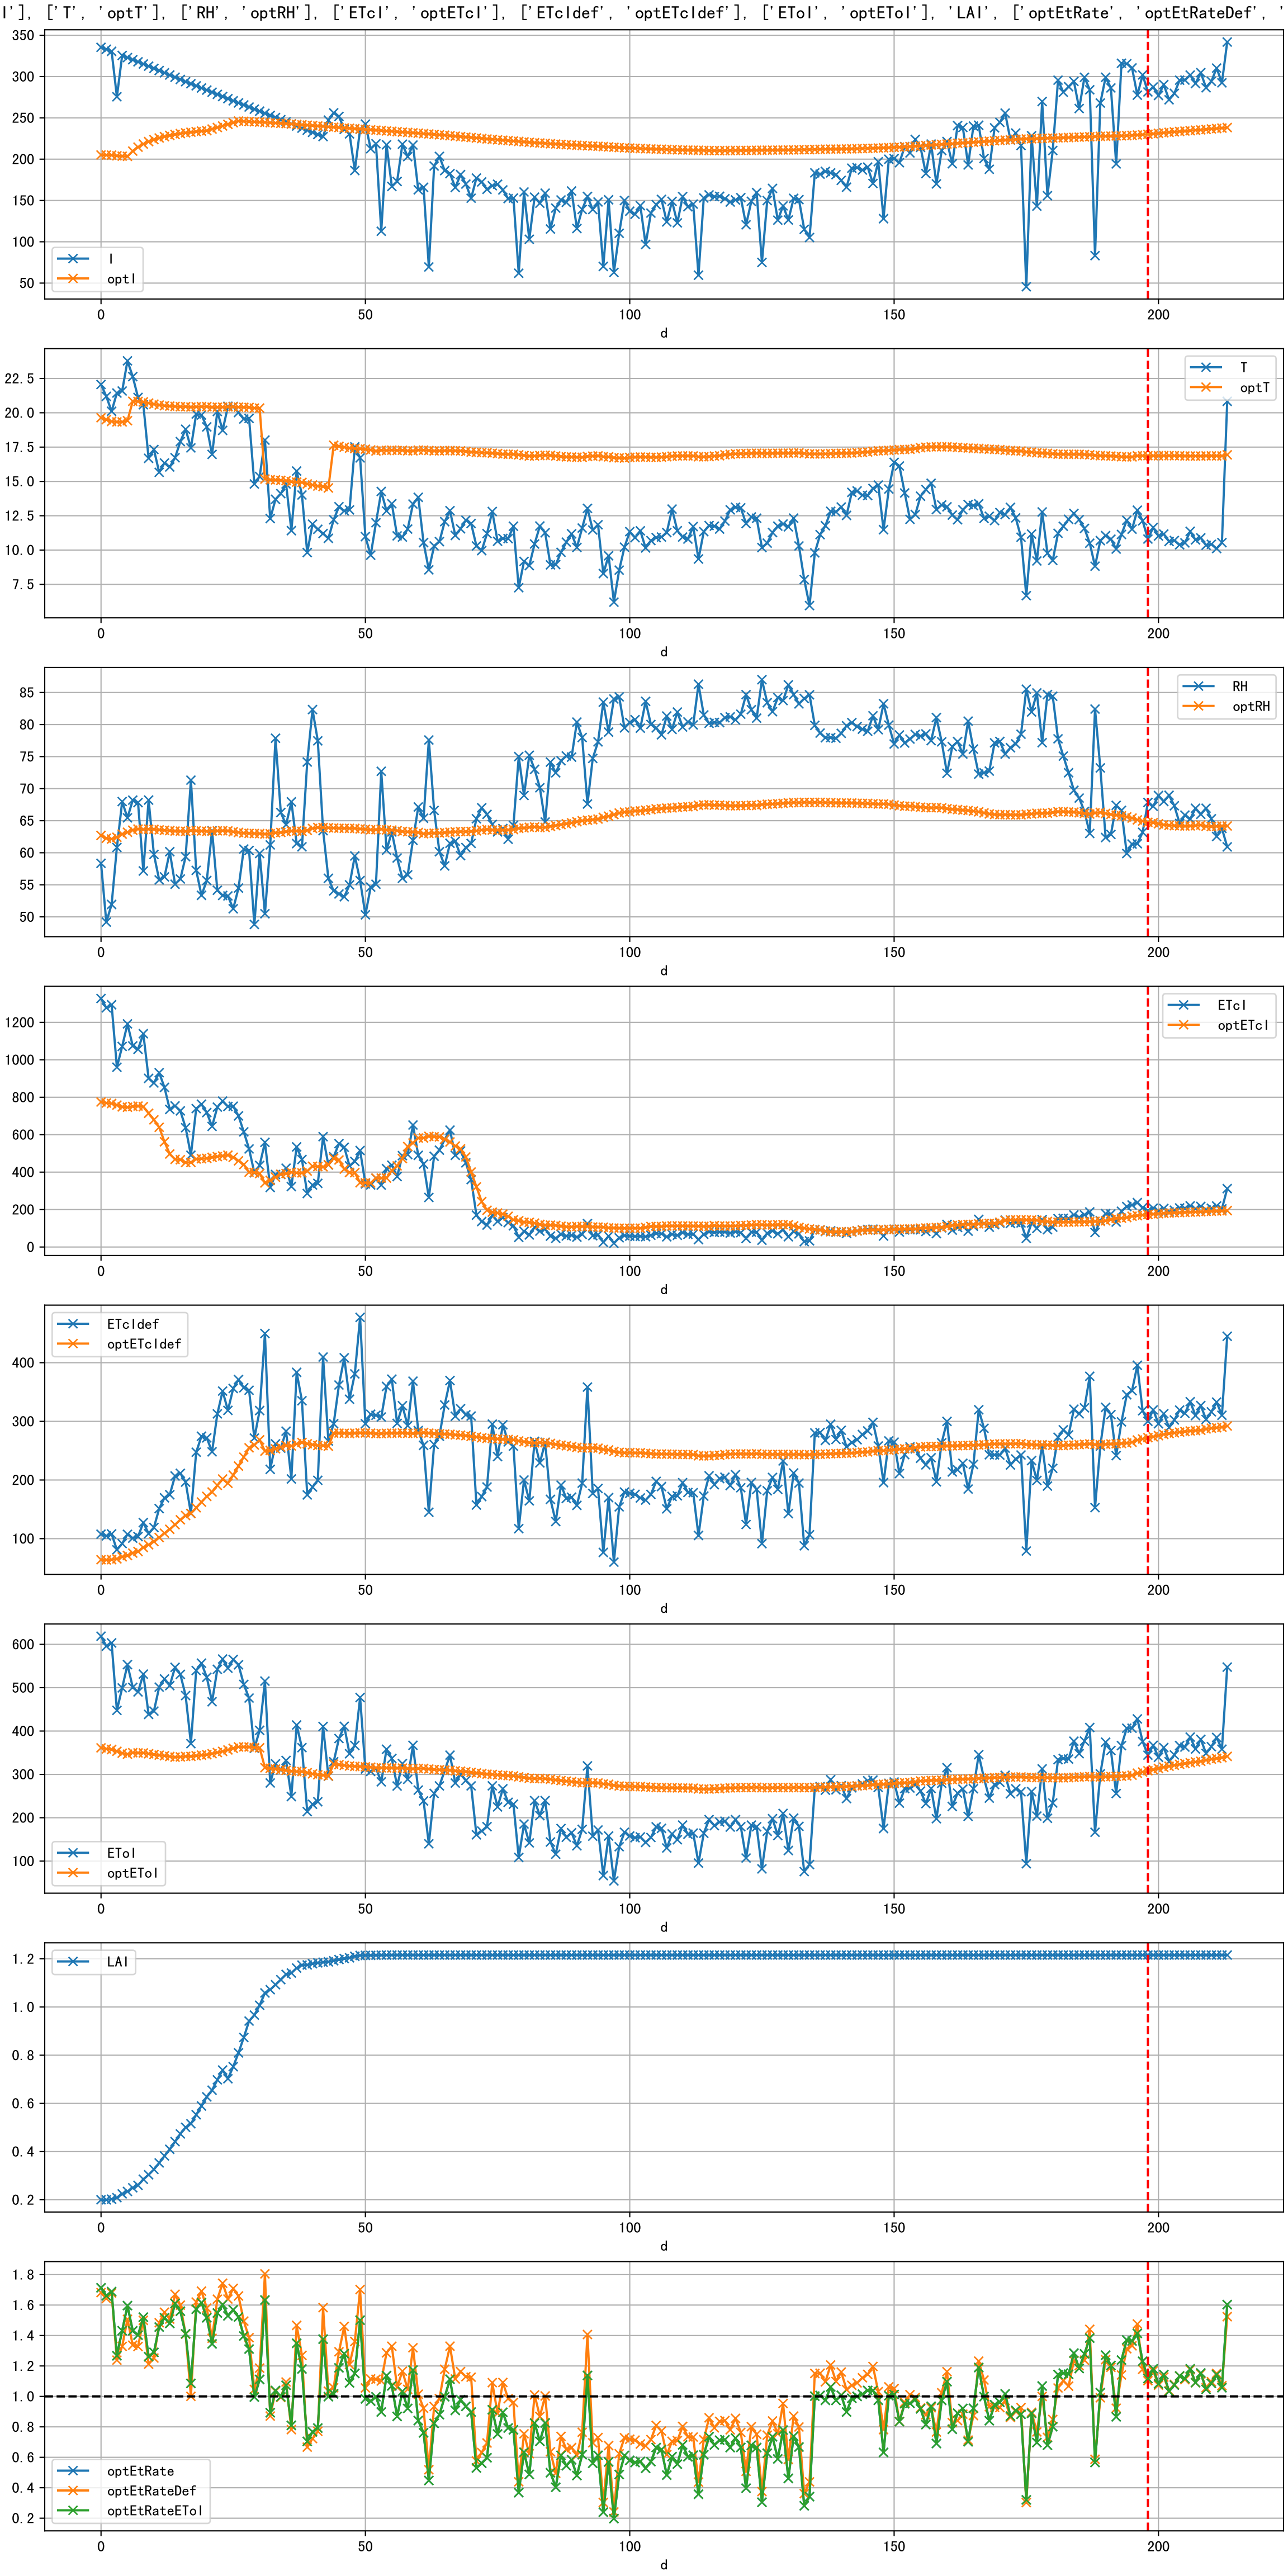 I'], ['T', 'optT'], ['RH', 'optRH'], ['ETcI', 'optETcI'], ['ETcIdef', 'optETcIdef'], ['EToI', 'optEToI'], 'LAI', ['optEtRate', 'optEtRateDef', '
350
300
250
200
150
100
50
I
optI
0 50 100 150 200
d
22.5
20.0
17.5
15.0
12.5
10.0
7.5
T
optT
0 50 100 150 200
d
85
80
75
70
65
60
55
50
RH
optRH
0 50 100 150 200
d
1200
1000
800
600
400
200
0
ETcI
optETcI
0 50 100 150 200
d
400
300
200
100
ETcIdef
optETcIdef
0 50 100 150 200
d
600
500
400
300
200
100
EToI
optEToI
0 50 100 150 200
d
1.2
1.0
0.8
0.6
0.4
0.2
LAI
0 50 100 150 200
d
1.8
1.6
1.4
1.2
1.0
0.8
0.6
0.4
0.2
optEtRate
optEtRateDef
optEtRateEToI
0 50 100 150 200
d